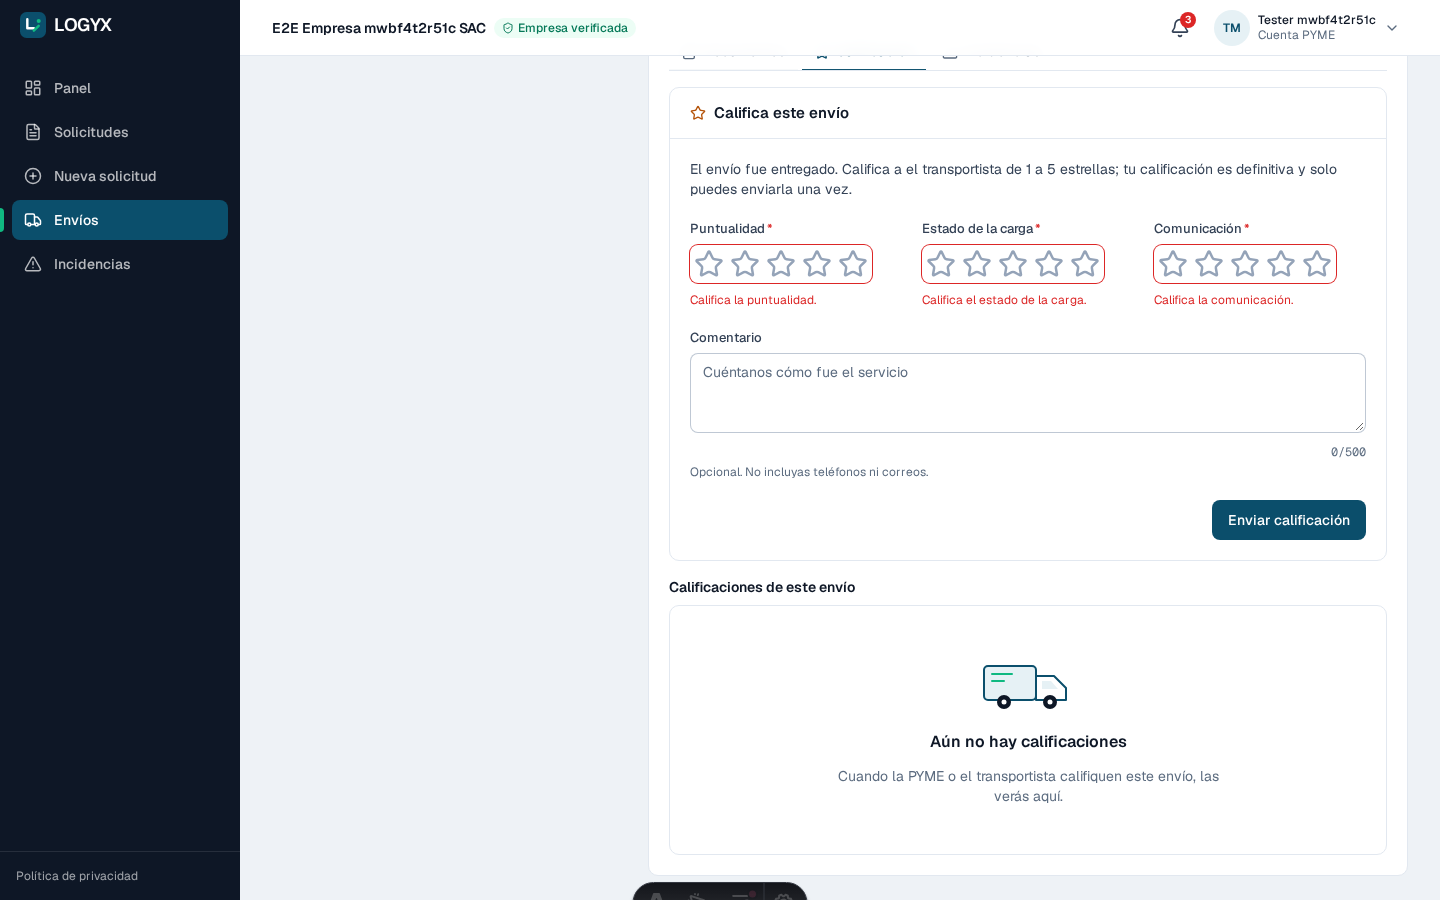 LOGYX
E2E Empresa mwbf4t2r51c SAC
Empresa verificada
3
TM
Tester mwbf4t2r51c
Cuenta PYME
Panel
Solicitudes
Nueva solicitud
Envíos
Incidencias
Política de privacidad
Califica este envío
El envío fue entregado. Califica a el transportista de 1 a 5 estrellas; tu calificación es definitiva y solo
puedes enviarla una vez.
Puntualidad *
Estado de la carga *
Comunicación *
Califica la puntualidad.
Califica el estado de la carga.
Califica la comunicación.
Comentario
Cuéntanos cómo fue el servicio
0/500
Opcional. No incluyas teléfonos ni correos.
Enviar calificación
Calificaciones de este envío
Aún no hay calificaciones
Cuando la PYME o el transportista califiquen este envío, las
verás aquí.